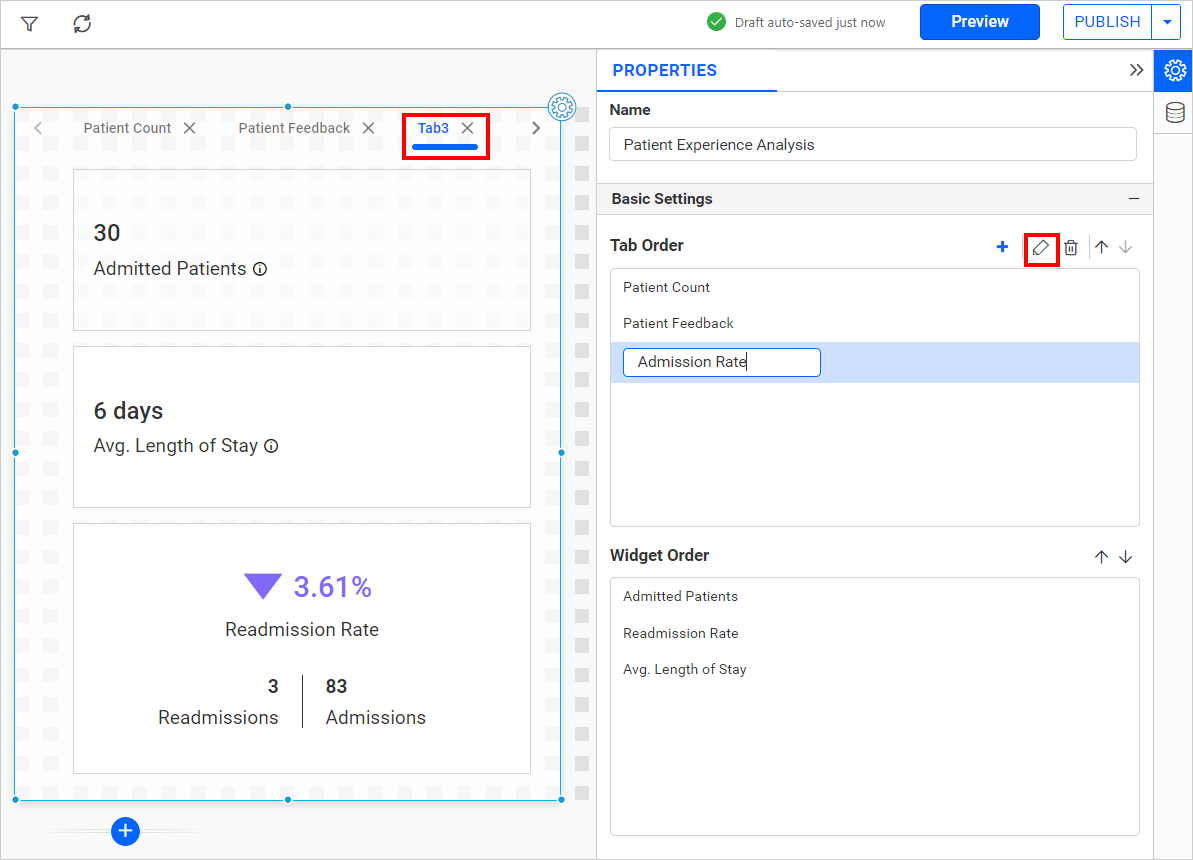 Draft auto-saved just now
Preview
PUBLISH
Patient Count
Patient Feedback
Tab3
30
Admitted Patients
6 days
Avg. Length of Stay
3.61%
Readmission Rate
3 83
Readmissions Admissions
PROPERTIES
Name
Patient Experience Analysis
Basic Settings
Tab Order
Patient Count
Patient Feedback
Admission Rate
Widget Order
Admitted Patients
Readmission Rate
Avg. Length of Stay